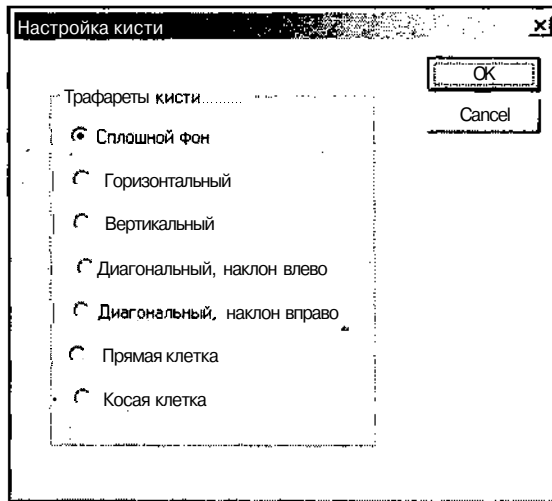 Настройка кисти
OK
Cancel
Трафареты кисти
Сплошной фон
Горизонтальный
Вертикальный
Диагональный, наклон влево
Диагональный, наклон вправо
Прямая клетка
Косая клетка